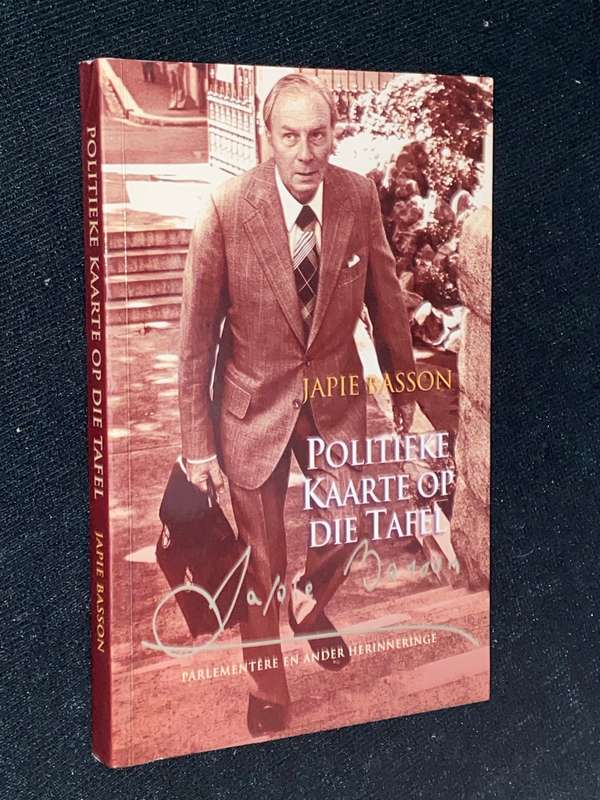 POLITIEKE KAARTE OP DIE TAFEL JAPIE BASSON
JAPIE BASSON
POLITIEKE
KAARTE OP
DIE TAFEL
Japie Basson
PARLEMENTÊRE EN ANDER HERINNERINGE